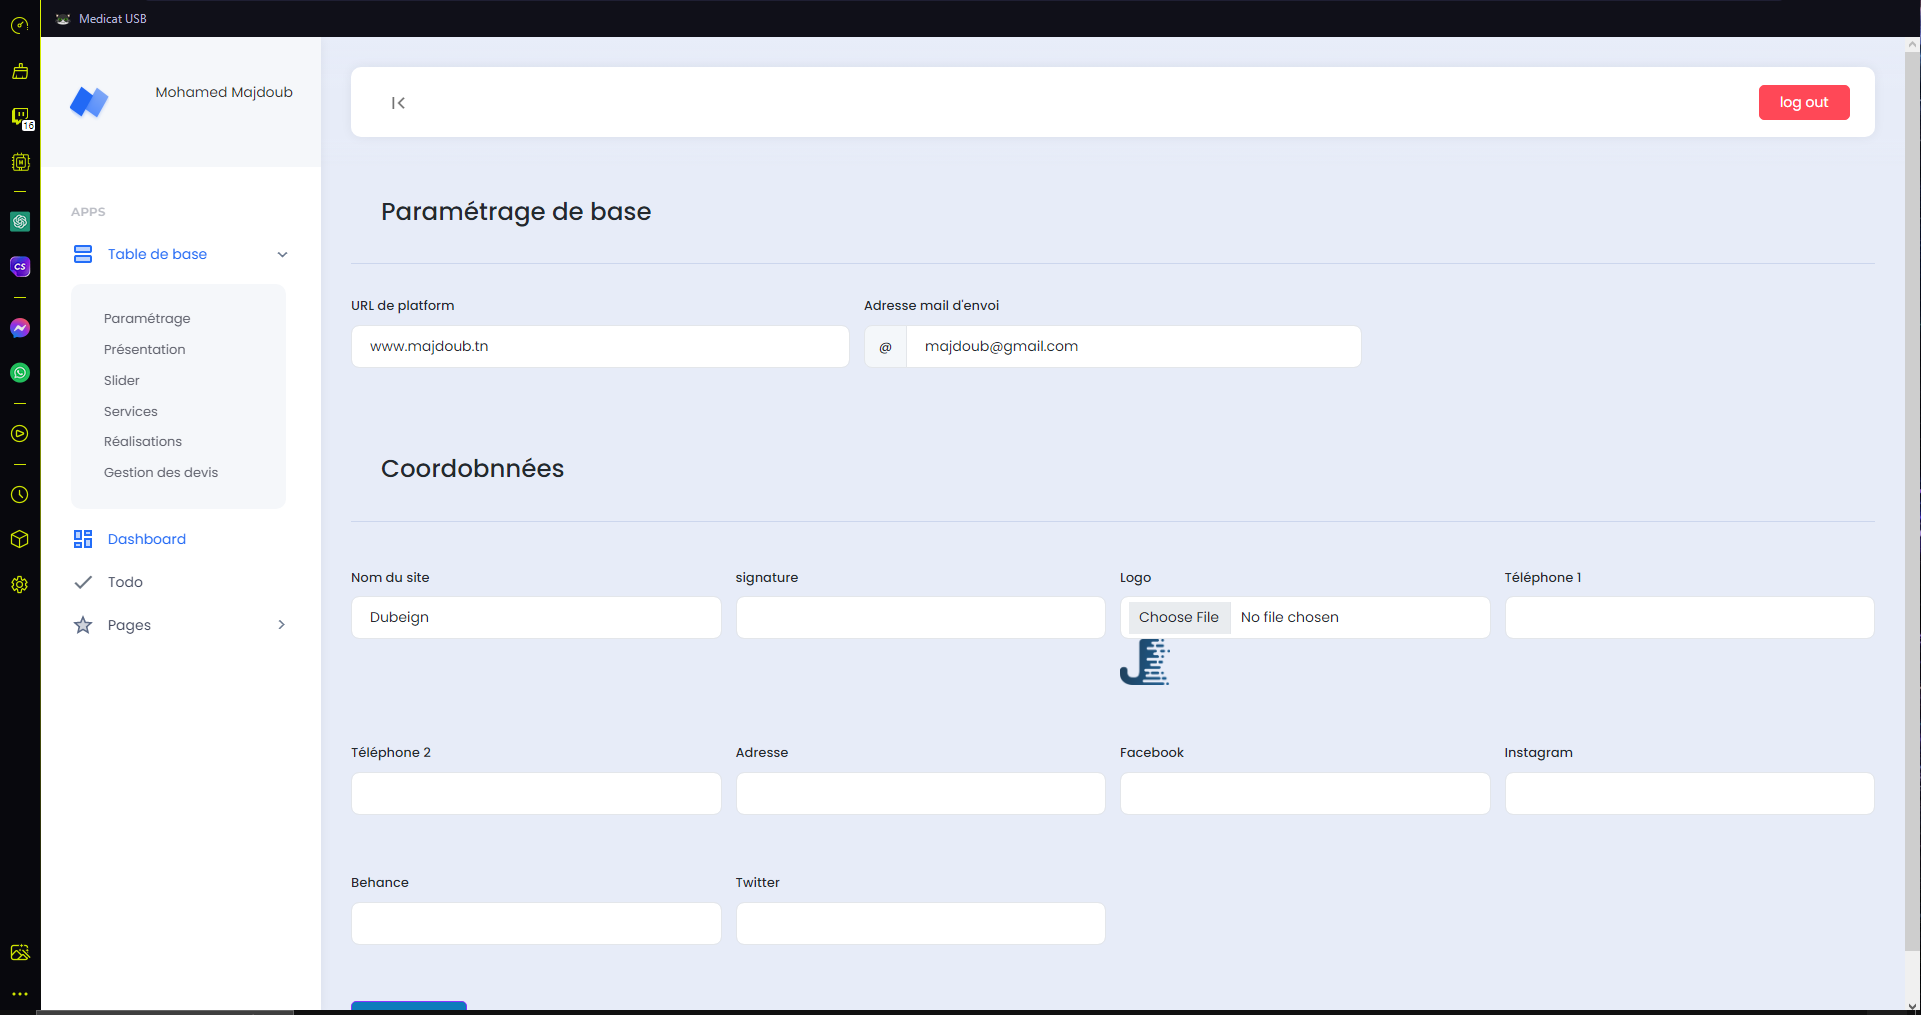 Medicat USB
16
CS
Mohamed Majdoub
log out
APPS
Table de base
Paramétrage
Présentation
Slider
Services
Réalisations
Gestion des devis
Dashboard
Todo
Pages
Paramétrage de base
URL de platform
Adresse mail d'envoi
www.majdoub.tn
@
majdoub@gmail.com
Coordobnnées
Nom du site
signature
Logo
Téléphone 1
Dubeign
Choose File
No file chosen
Téléphone 2
Adresse
Facebook
Instagram
Behance
Twitter